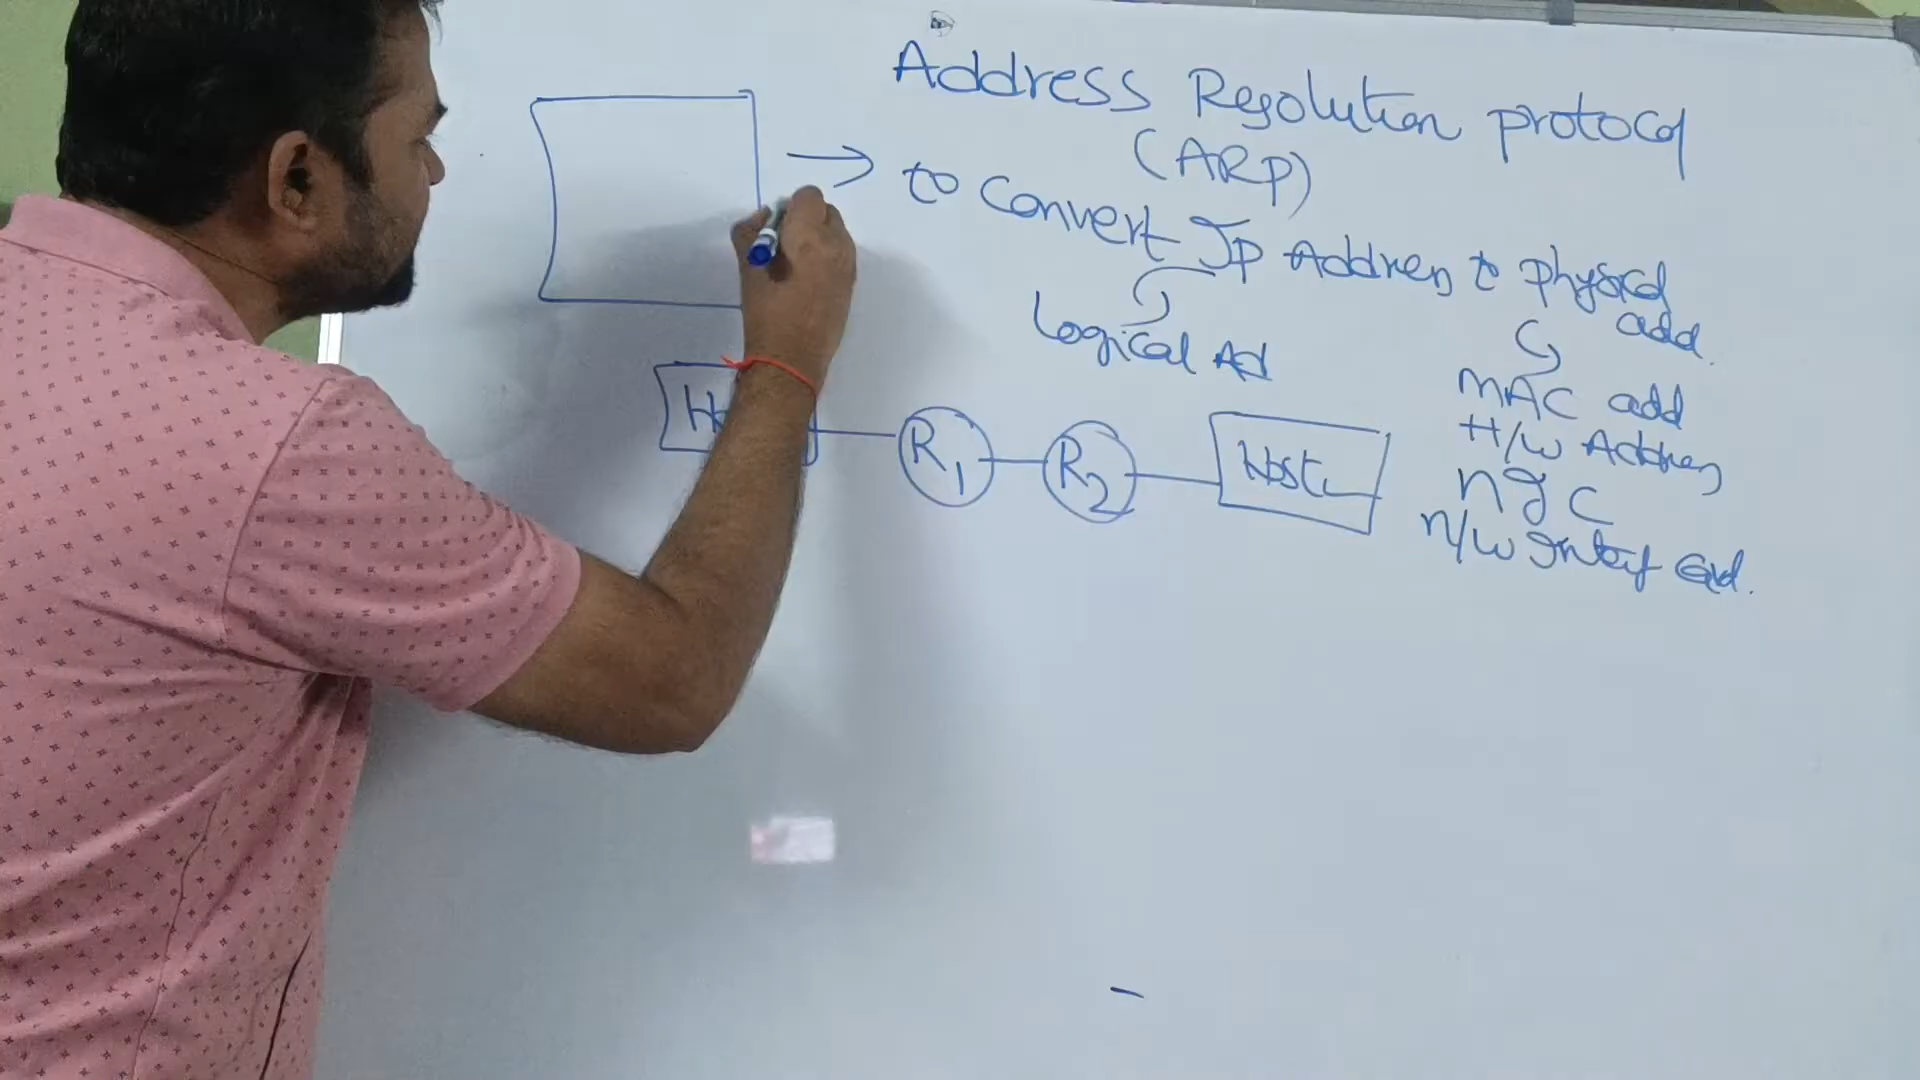 Address Resolution protocol
(ARP)
to Convert Ip Address to physical add.
Logical Ad
MAC add
H/W Address
NIC
N/W Interf Card.
R1
R2
Host